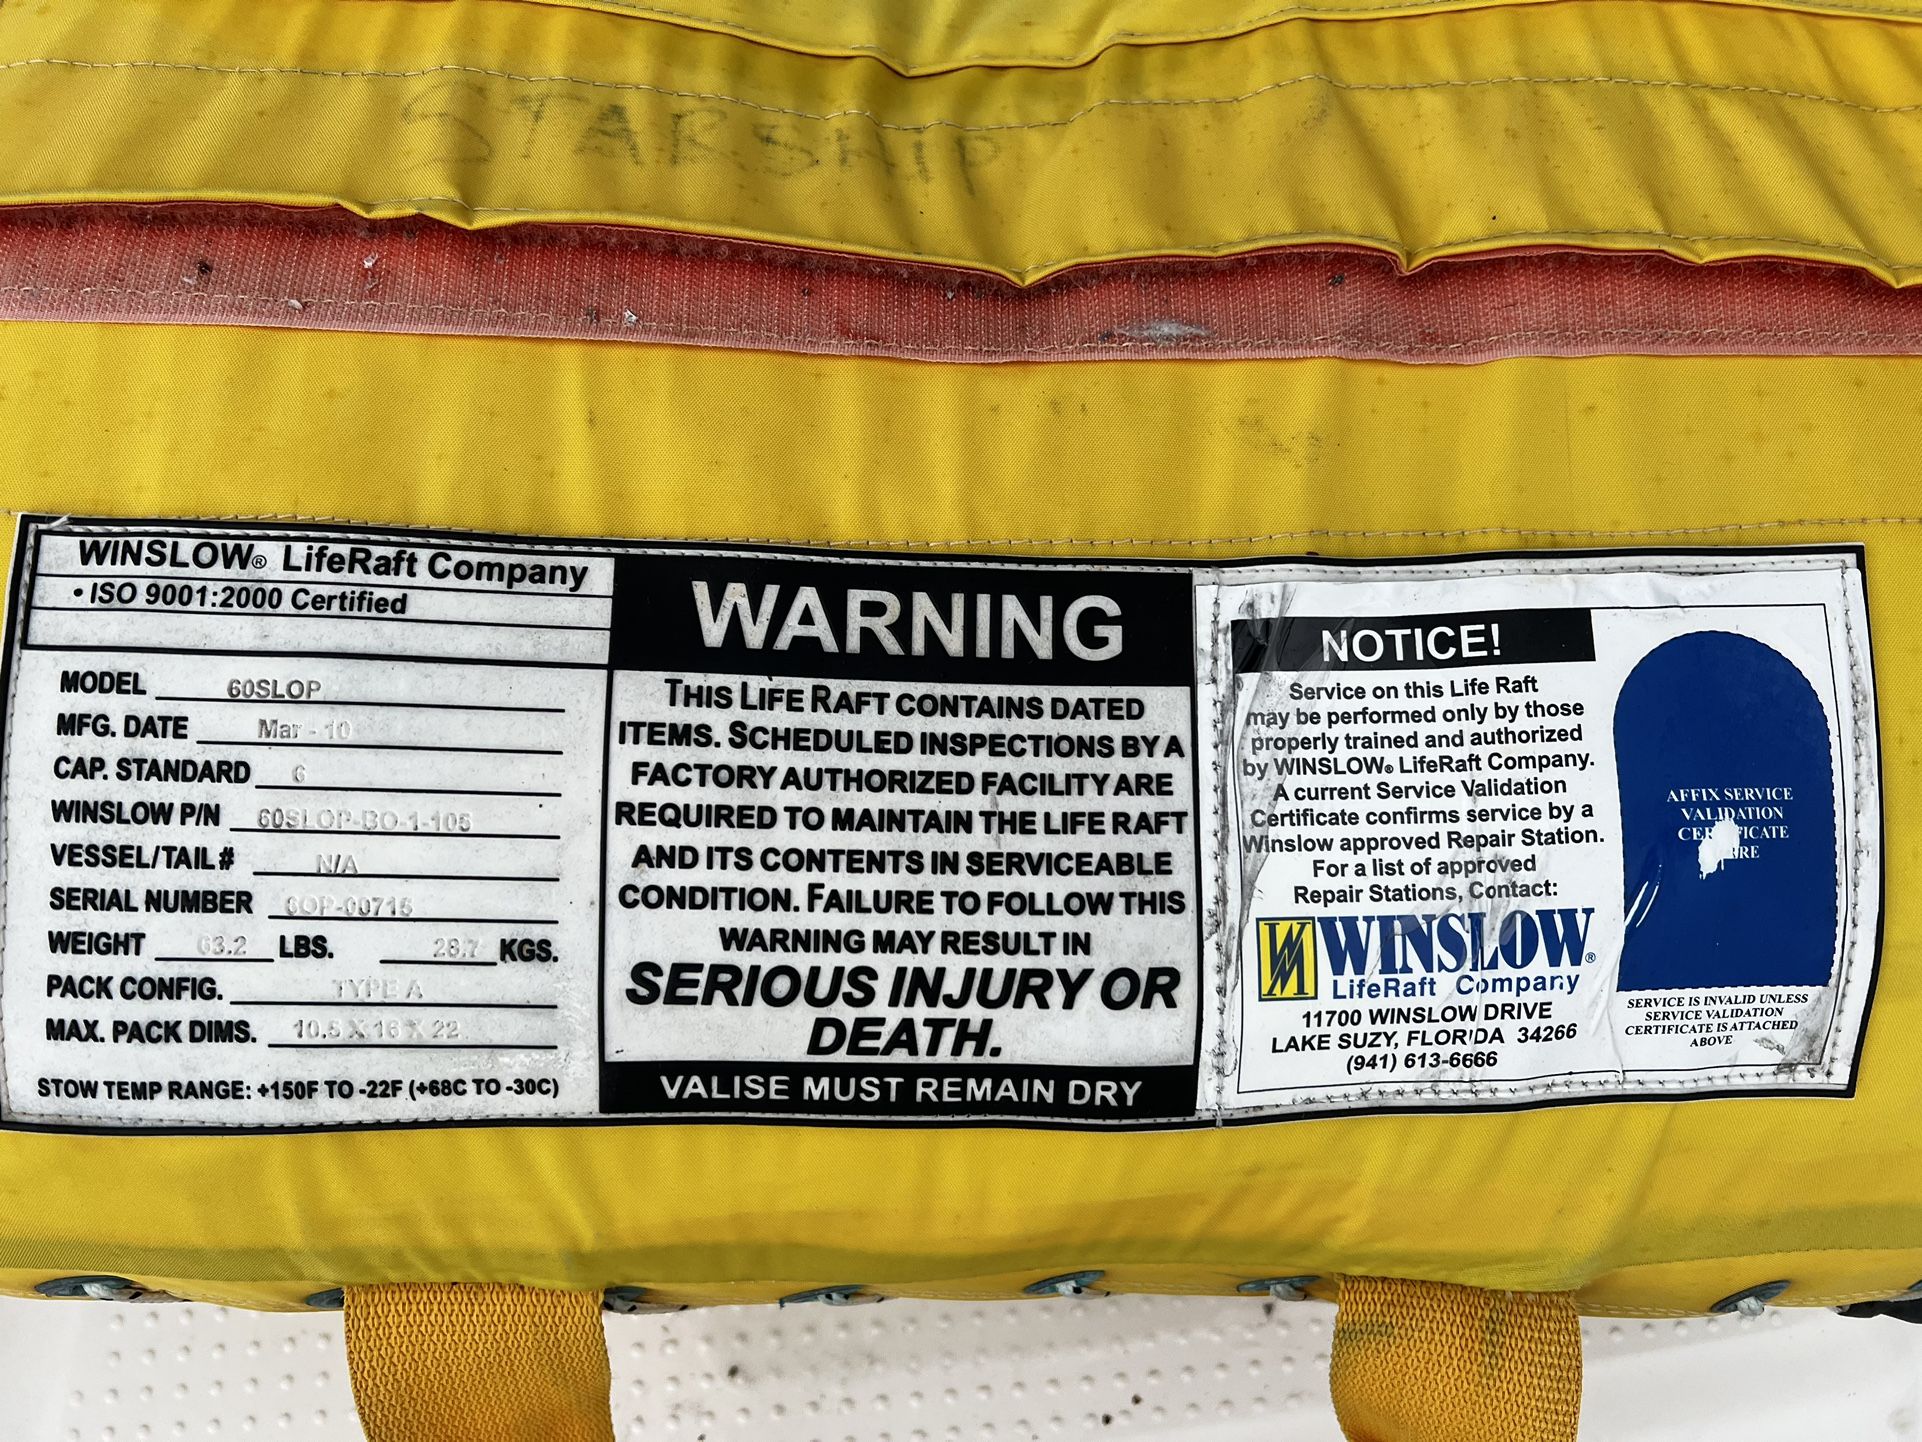 STARSHIP
WINSLOW® LifeRaft Company
• ISO 9001:2000 Certified
MODEL 60SLOP
MFG. DATE Mar - 10
CAP. STANDARD 6
WINSLOW P/N 60SLOP-BO-1-105
VESSEL/TAIL# N/A
SERIAL NUMBER 6OP-00715
WEIGHT 63.2 LBS. 28.7 KGS.
PACK CONFIG. TYPE A
MAX. PACK DIMS. 10.5 X 16 X 22
STOW TEMP RANGE: +150F TO -22F (+68C TO -30C)
WARNING
THIS LIFE RAFT CONTAINS DATED
ITEMS. SCHEDULED INSPECTIONS BY A
FACTORY AUTHORIZED FACILITY ARE
REQUIRED TO MAINTAIN THE LIFE RAFT
AND ITS CONTENTS IN SERVICEABLE
CONDITION. FAILURE TO FOLLOW THIS
WARNING MAY RESULT IN
SERIOUS INJURY OR
DEATH.
VALISE MUST REMAIN DRY
NOTICE!
Service on this Life Raft
may be performed only by those
properly trained and authorized
by WINSLOW® LifeRaft Company.
A current Service Validation
Certificate confirms service by a
Winslow approved Repair Station.
For a list of approved
Repair Stations, Contact:
WINSLOW®
LifeRaft Company
11700 WINSLOW DRIVE
LAKE SUZY, FLORIDA 34266
(941) 613-6666
AFFIX SERVICE
VALIDATION
CERTIFICATE
HERE
SERVICE IS INVALID UNLESS
SERVICE VALIDATION
CERTIFICATE IS ATTACHED
ABOVE